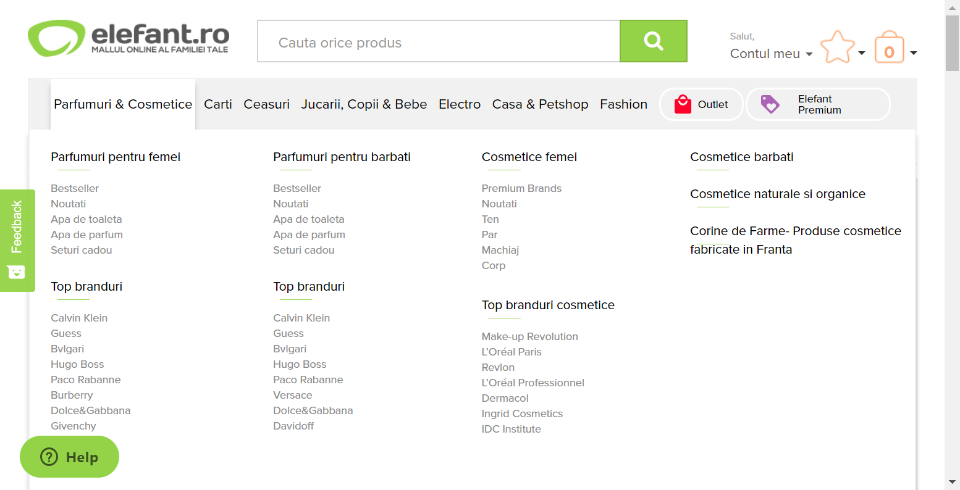 elefant.ro
MALLUL ONLINE AL FAMILIEI TALE
Cauta orice produs
Salut,
Contul meu
0
Parfumuri & Cosmetice
Carti
Ceasuri
Jucarii, Copii & Bebe
Electro
Casa & Petshop
Fashion
Outlet
Elefant
Premium
Parfumuri pentru femei
Bestseller
Noutati
Apa de toaleta
Apa de parfum
Seturi cadou
Top branduri
Calvin Klein
Guess
Bvlgari
Hugo Boss
Paco Rabanne
Burberry
Dolce&Gabbana
Givenchy
Parfumuri pentru barbati
Bestseller
Noutati
Apa de toaleta
Apa de parfum
Seturi cadou
Top branduri
Calvin Klein
Guess
Bvlgari
Hugo Boss
Paco Rabanne
Versace
Dolce&Gabbana
Davidoff
Cosmetice femei
Premium Brands
Noutati
Ten
Par
Machiaj
Corp
Top branduri cosmetice
Make-up Revolution
L'Oréal Paris
Revlon
L'Oréal Professionnel
Dermacol
Ingrid Cosmetics
IDC Institute
Cosmetice barbati
Cosmetice naturale si organice
Corine de Farme- Produse cosmetice
fabricate in Franta
Feedback
Help